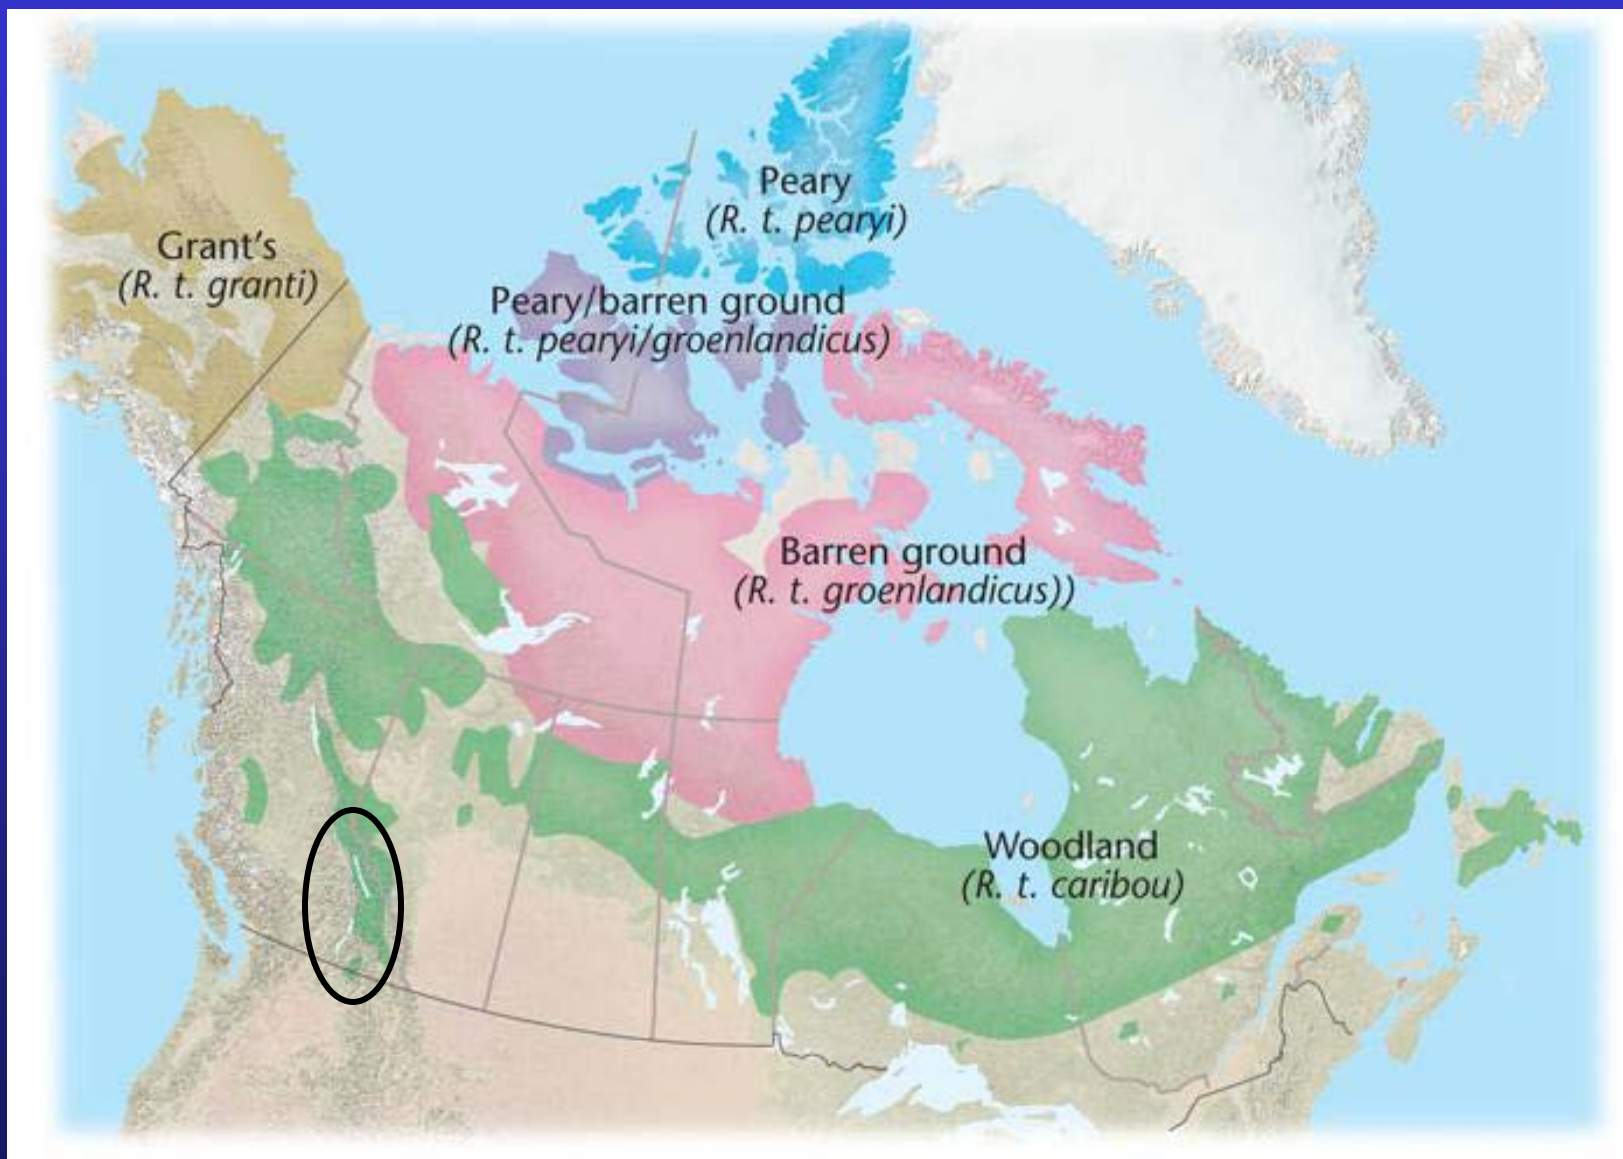 Peary
(R. t. pearyi)
Grant's
(R. t. granti)
Peary/barren ground
(R. t. pearyi/groenlandicus)
Barren ground
(R. t. groenlandicus))
Woodland
(R. t. caribou)